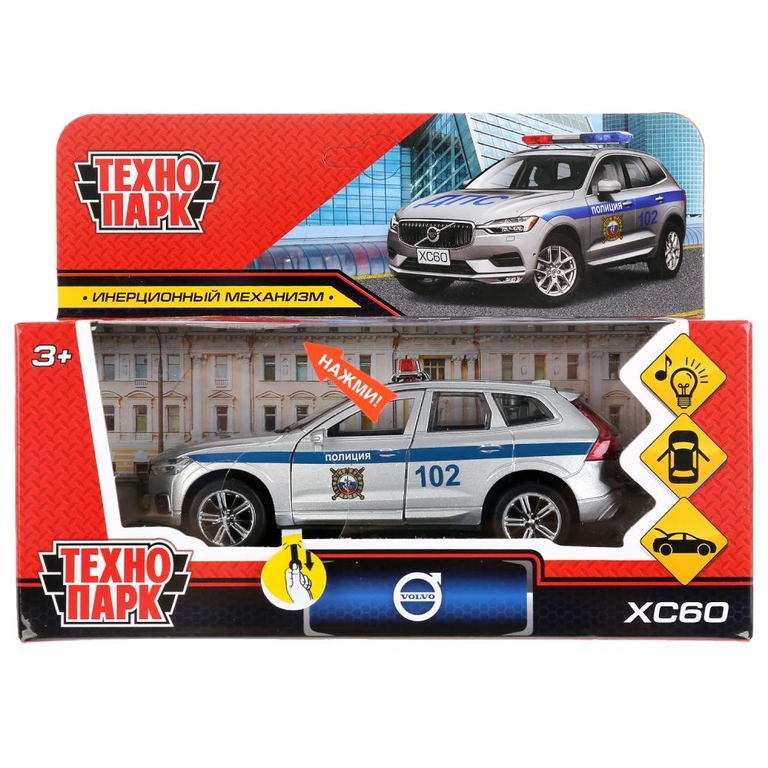 ТЕХНО
ПАРК
ДПС
ПОЛИЦИЯ
102
XC60
• ИНЕРЦИОННЫЙ МЕХАНИЗМ •
3+
НАЖМИ!
ПОЛИЦИЯ
102
ТЕХНО
ПАРК
VOLVO
XC60